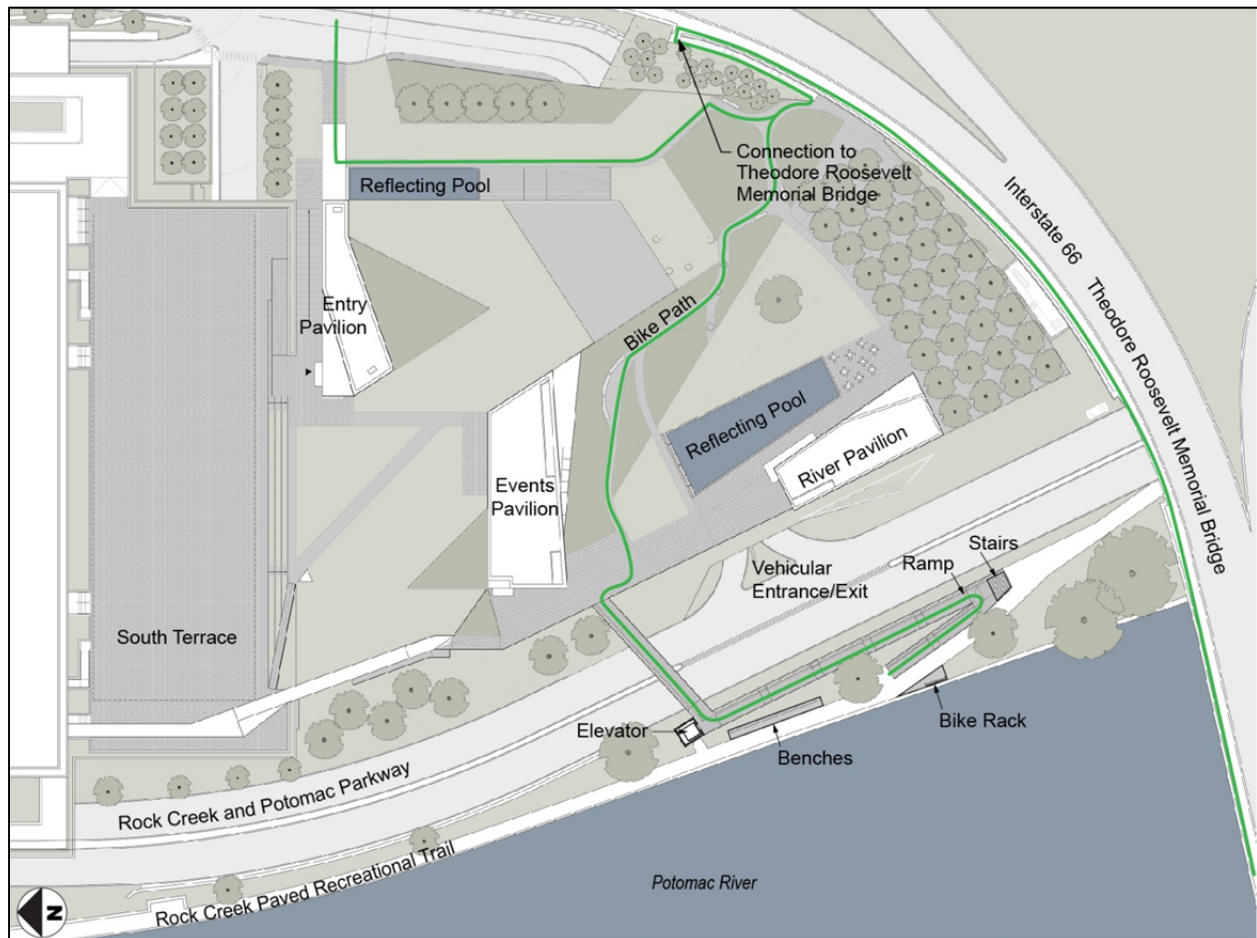 Connection to
Theodore Roosevelt
Memorial Bridge
Reflecting Pool
Interstate 66 Theodore Roosevelt Memorial Bridge
Entry
Pavilion
Bike Path
Reflecting Pool
River Pavilion
Events
Pavilion
Stairs
Ramp
Vehicular
Entrance/Exit
South Terrace
Bike Rack
Elevator
Benches
Rock Creek and Potomac Parkway
Rock Creek Paved Recreational Trail
Potomac River
N